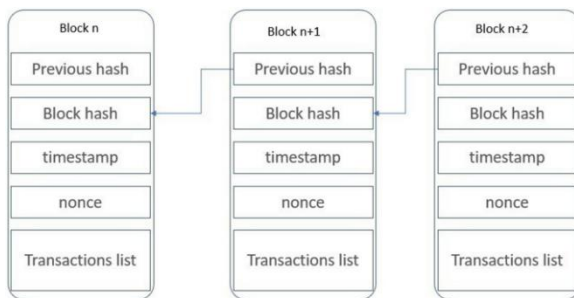 Block n
Previous hash
Block hash
timestamp
nonce
Transactions list
Block n+1
Previous hash
Block hash
timestamp
nonce
Transactions list
Block n+2
Previous hash
Block hash
timestamp
nonce
Transactions list